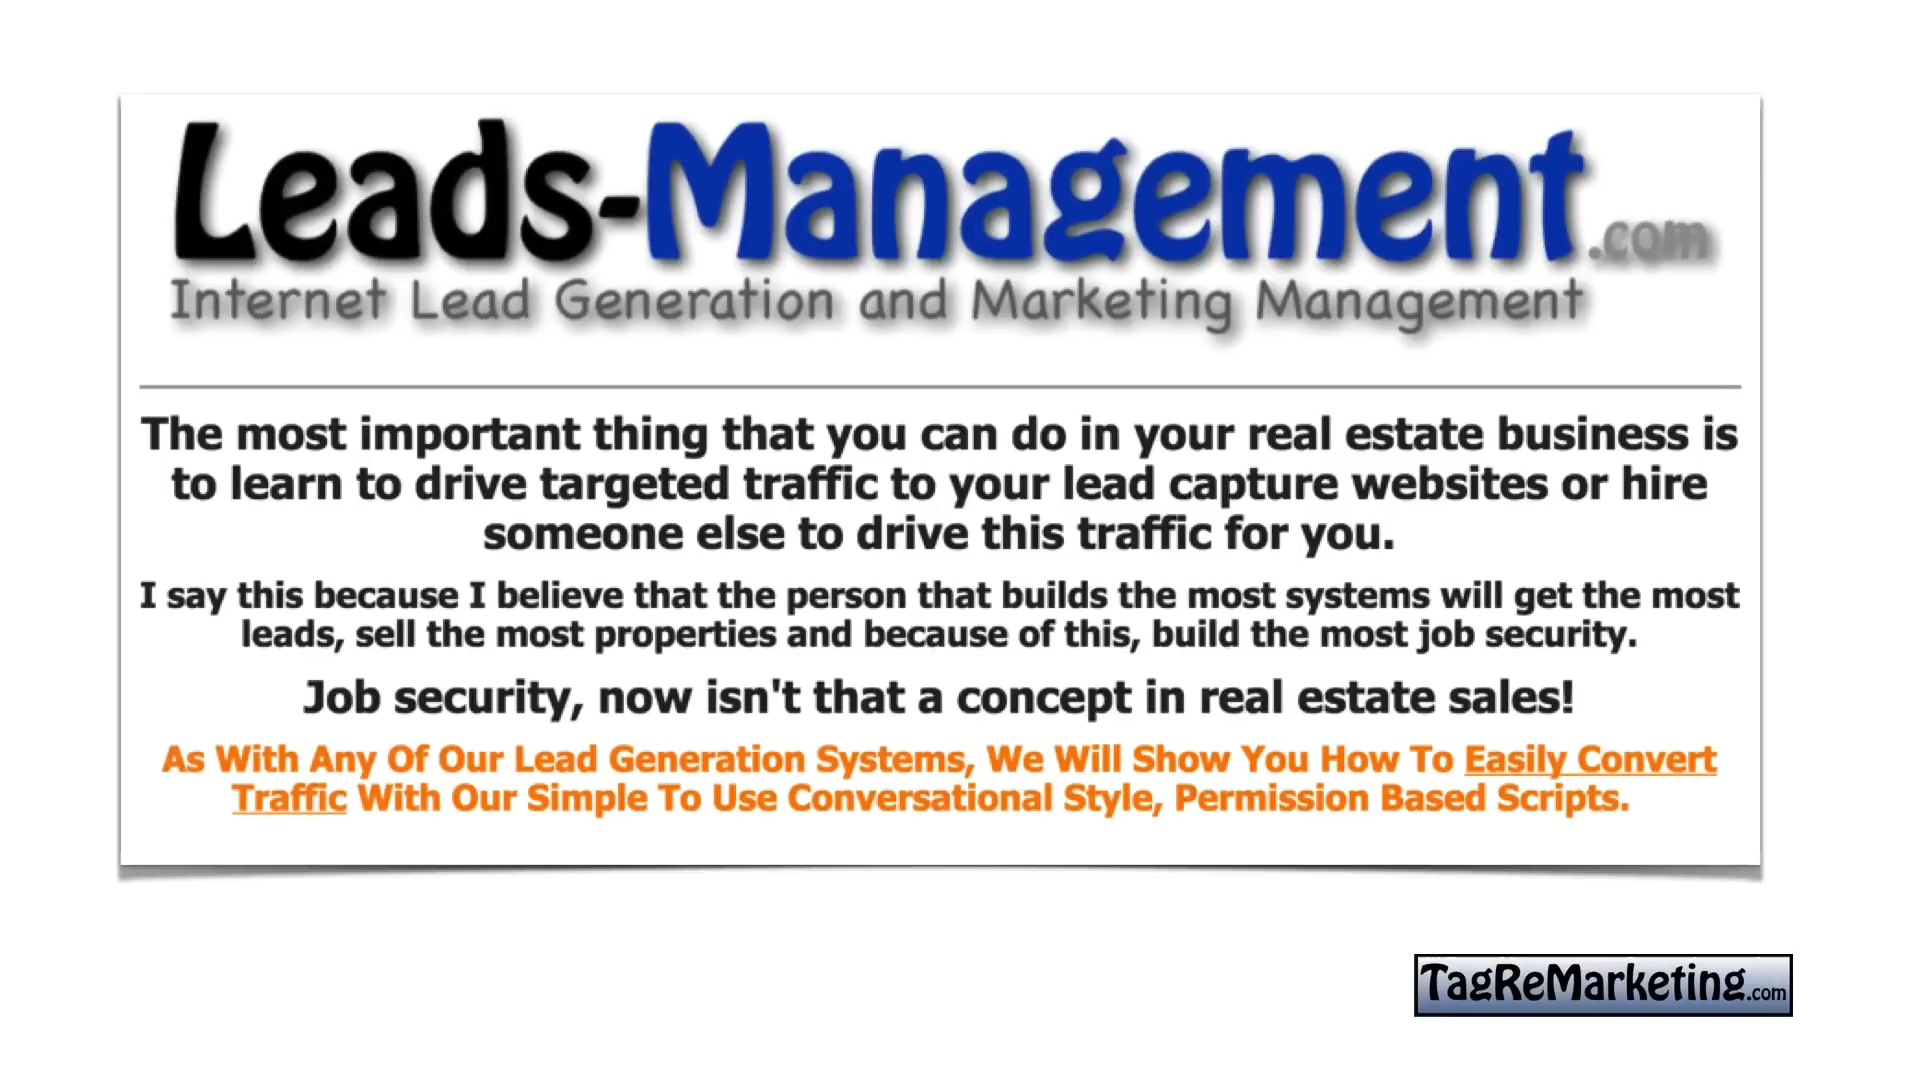 Leads-Management.com
Internet Lead Generation and Marketing Management
The most important thing that you can do in your real estate business is
to learn to drive targeted traffic to your lead capture websites or hire
someone else to drive this traffic for you.
I say this because I believe that the person that builds the most systems will get the most
leads, sell the most properties and because of this, build the most job security.
Job security, now isn't that a concept in real estate sales!
As With Any Of Our Lead Generation Systems, We Will Show You How To Easily Convert
Traffic With Our Simple To Use Conversational Style, Permission Based Scripts.
TagReMarketing.com